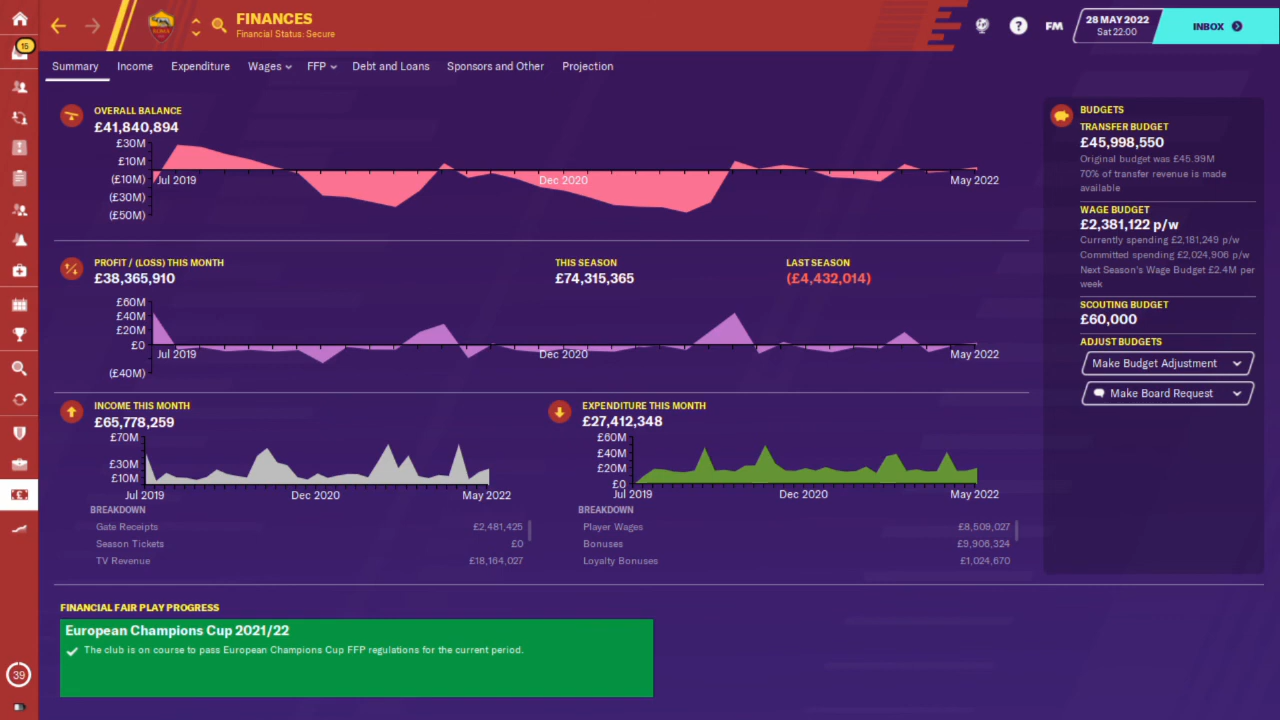 FINANCES
Financial Status: Secure
FM
28 MAY 2022
Sat 22:00
INBOX
15
Summary
Income
Expenditure
Wages
FFP
Debt and Loans
Sponsors and Other
Projection
OVERALL BALANCE
£41,840,894
£30M
£10M
(£10M)
(£30M)
(£50M)
Jul 2019
Dec 2020
May 2022
PROFIT / (LOSS) THIS MONTH
£38,365,910
THIS SEASON
£74,315,365
LAST SEASON
(£4,432,014)
£60M
£40M
£20M
£0
(£40M)
Jul 2019
Dec 2020
May 2022
INCOME THIS MONTH
£65,778,259
£70M
£30M
£10M
Jul 2019
Dec 2020
May 2022
BREAKDOWN
Gate Receipts £2,481,425
Season Tickets £0
TV Revenue £18,164,027
EXPENDITURE THIS MONTH
£27,412,348
£60M
£40M
£20M
£0
Jul 2019
Dec 2020
May 2022
BREAKDOWN
Player Wages £8,509,027
Bonuses £9,906,324
Loyalty Bonuses £1,024,670
BUDGETS
TRANSFER BUDGET
£45,998,550
Original budget was £45.99M
70% of transfer revenue is made
available
WAGE BUDGET
£2,381,122 p/w
Currently spending £2,181,249 p/w
Committed spending £2,024,906 p/w
Next Season's Wage Budget £2.4M per
week
SCOUTING BUDGET
£60,000
ADJUST BUDGETS
Make Budget Adjustment
Make Board Request
FINANCIAL FAIR PLAY PROGRESS
European Champions Cup 2021/22
The club is on course to pass European Champions Cup FFP regulations for the current period.
39